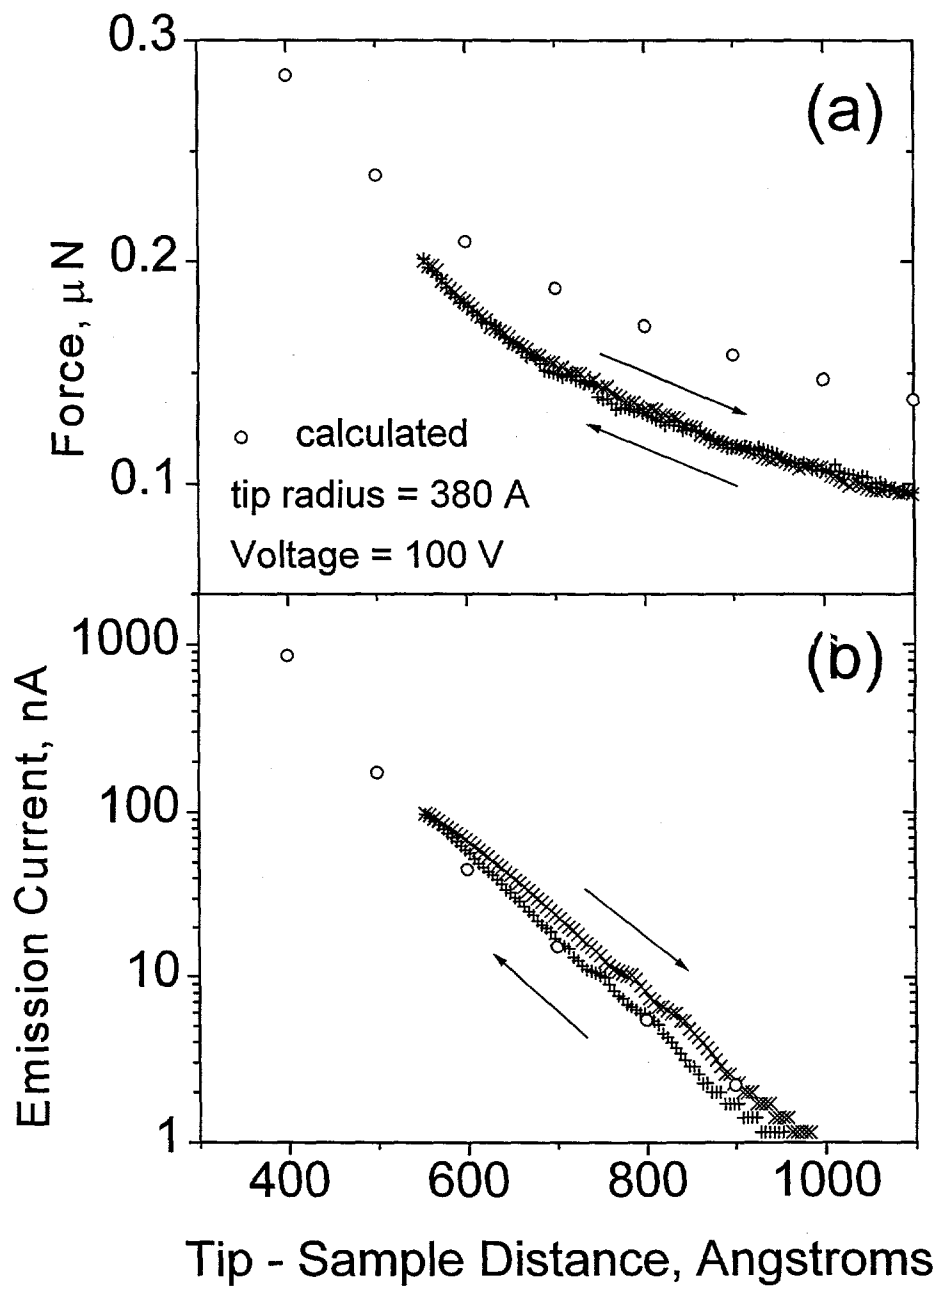 0.3
(a)
0.2
Force, μN
calculated
0.1
tip radius = 380 A
Voltage = 100 V
1000
(b)
100
Emission Current, nA
10
1
400 600 800 1000
Tip - Sample Distance, Angstroms